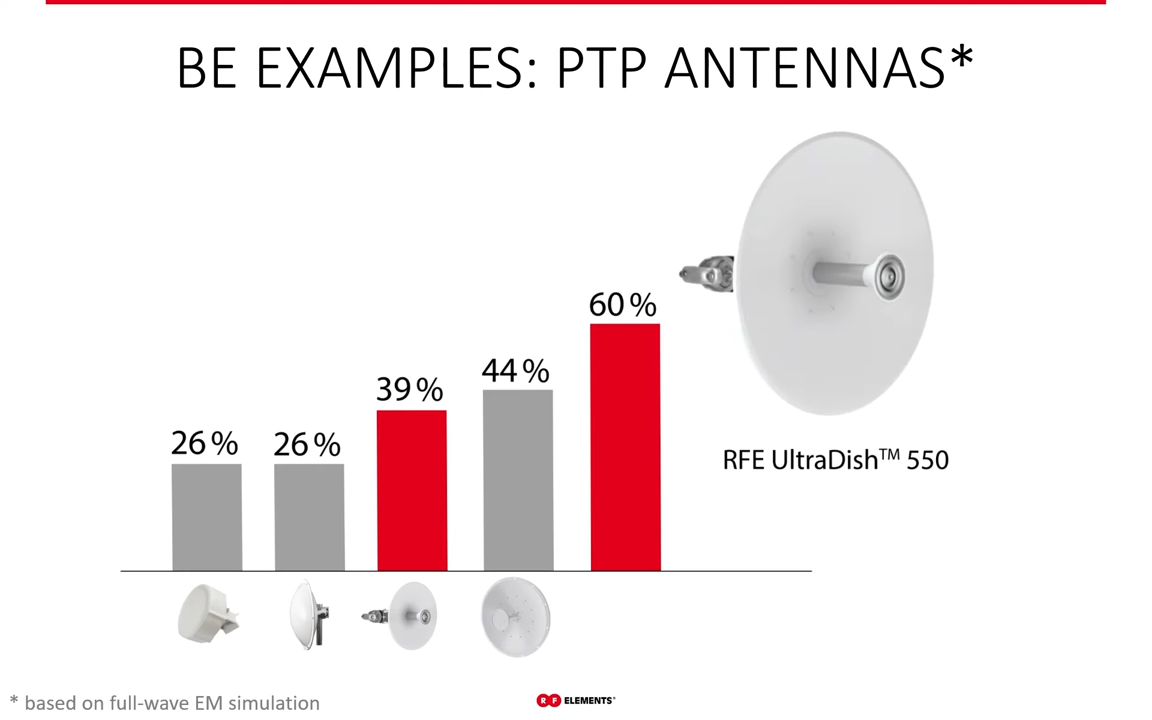 BE EXAMPLES: PTP ANTENNAS*
60 %
44 %
39 %
26 %
26 %
RFE UltraDish™ 550
* based on full-wave EM simulation
RF ELEMENTS®